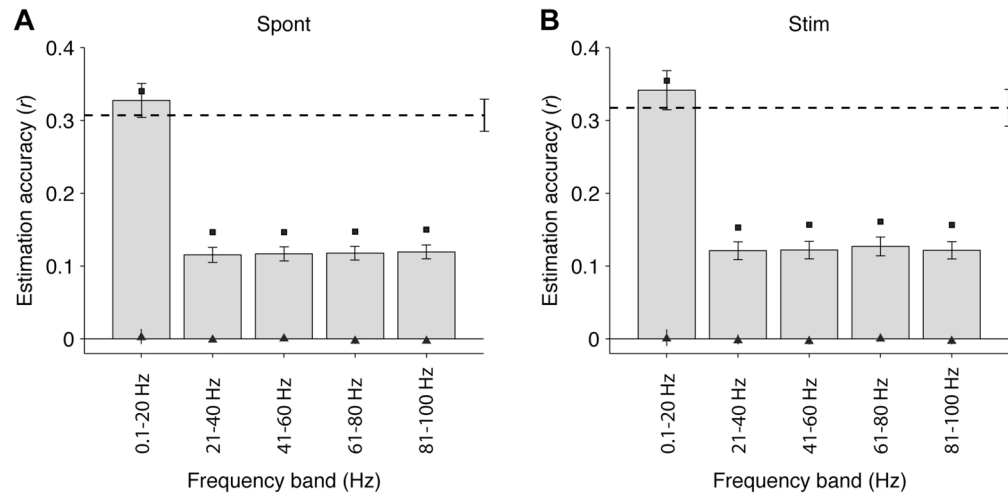 A
Spont
Estimation accuracy (r)
0.4
0.3
0.2
0.1
0
0.1-20 Hz
21-40 Hz
41-60 Hz
61-80 Hz
81-100 Hz
Frequency band (Hz)
B
Stim
Estimation accuracy (r)
0.4
0.3
0.2
0.1
0
0.1-20 Hz
21-40 Hz
41-60 Hz
61-80 Hz
81-100 Hz
Frequency band (Hz)